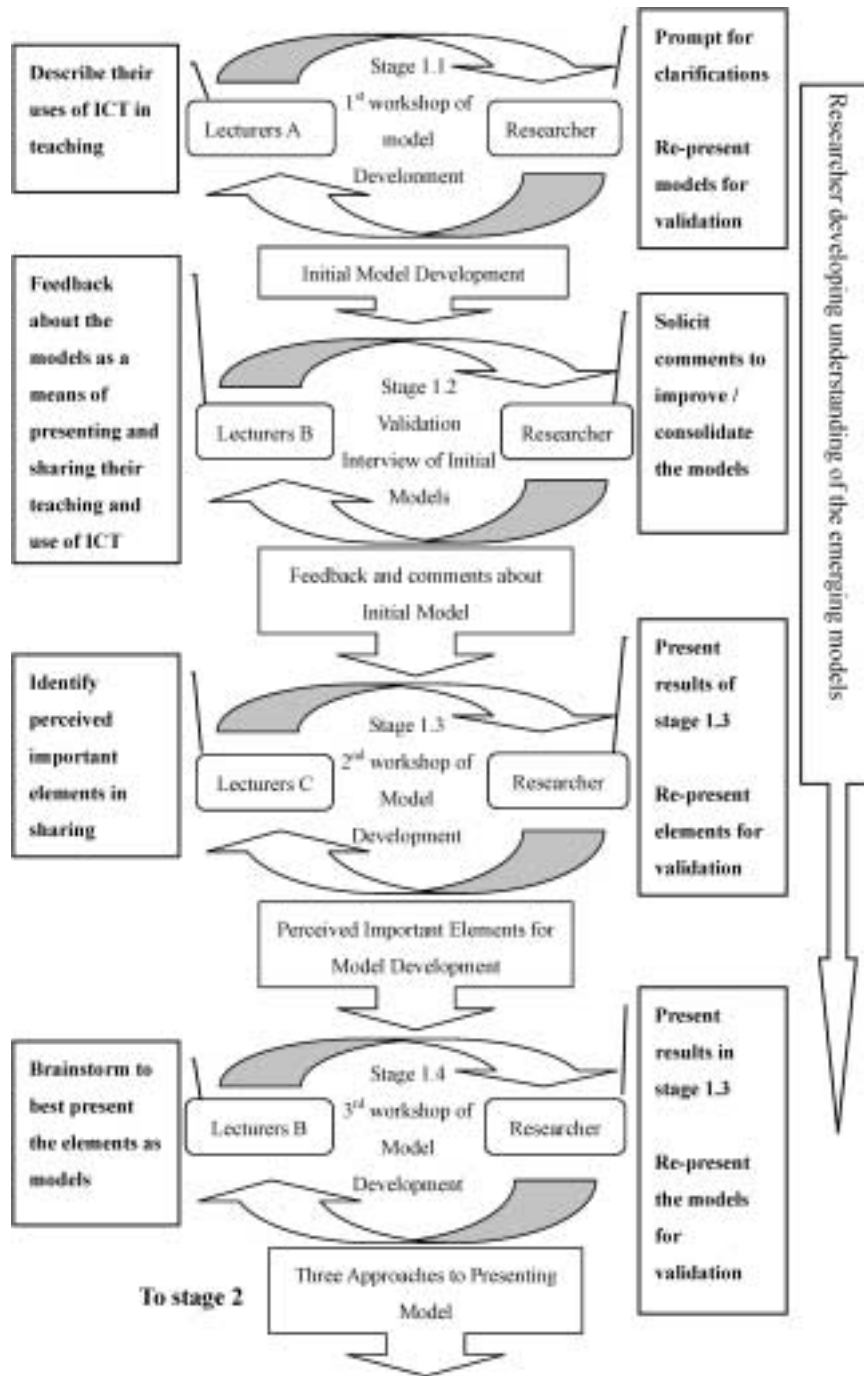 Describe their
uses of ICT in
teaching
Lecturers A
Stage 1.1
1st workshop of
model
Development
Researcher
Prompt for
clarifications
Re-present
models for
validation
Initial Model Development
Feedback
about the
models as a
means of
presenting and
sharing their
teaching and
use of ICT
Lecturers B
Stage 1.2
Validation
Interview of Initial
Models
Researcher
Solicit
comments to
improve /
consolidate
the models
Feedback and comments about
Initial Model
Identify
perceived
important
elements in
sharing
Lecturers C
Stage 1.3
2nd workshop of
Model
Development
Researcher
Present
results of
stage 1.3
Re-present
elements for
validation
Perceived Important Elements for
Model Development
Brainstorm to
best present
the elements as
models
Lecturers B
Stage 1.4
3rd workshop of
Model
Development
Researcher
Present
results in
stage 1.3
Re-present
the models
for
validation
Three Approaches to Presenting
Model
To stage 2
Researcher developing understanding of the emerging models